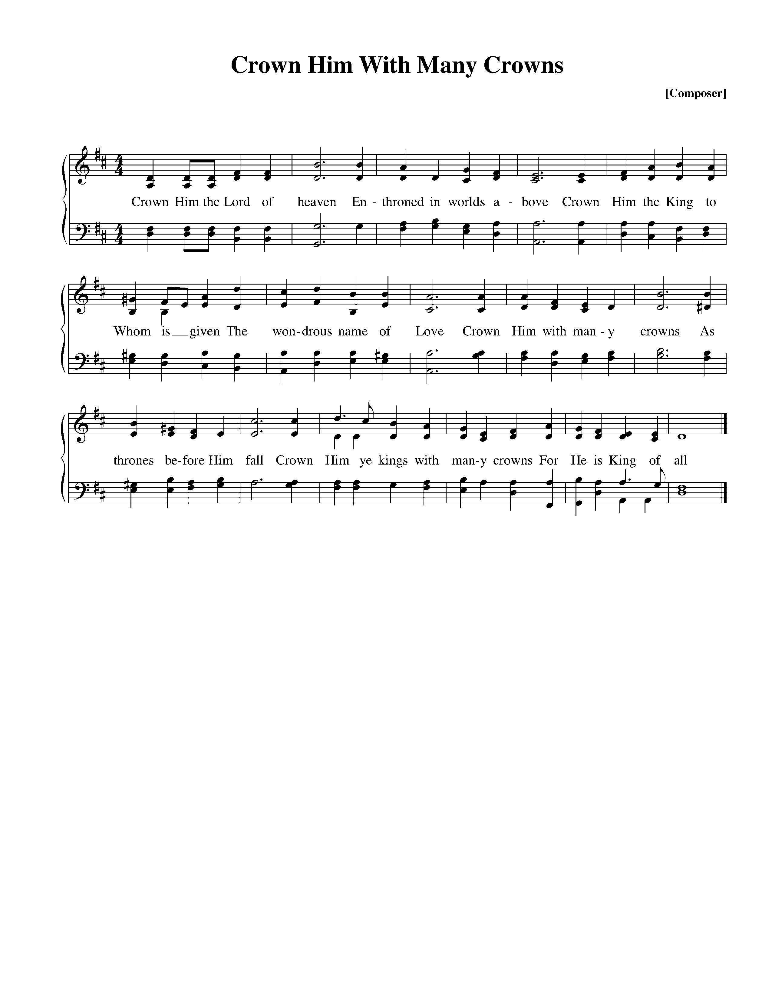 Crown Him With Many Crowns
[Composer]
4 4
Crown Him the Lord of heaven En - throned in worlds a - bove Crown Him the King to
4 4
Whom is __ given The won- drous name of Love Crown Him with man - y crowns As
thrones be- fore Him fall Crown Him ye kings with man-y crowns For He is King of all